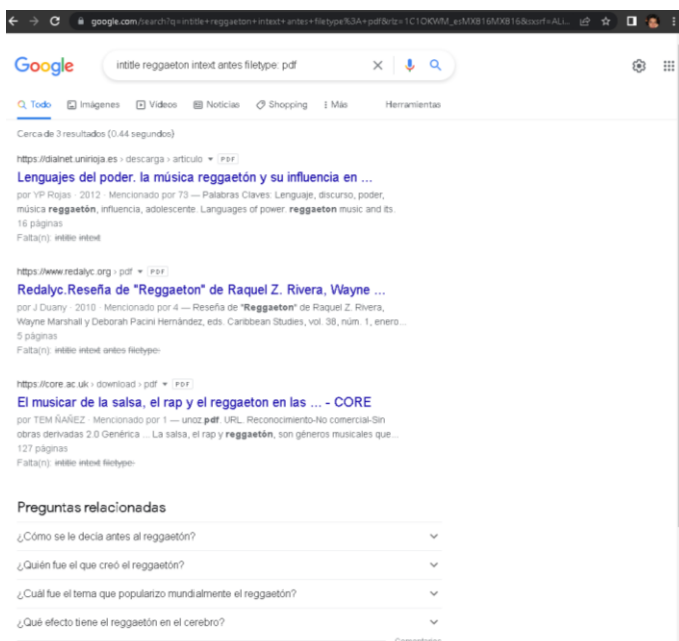 google.com/search?q=intitle+reggaeton+intext+antes+filetype%3A+pdf&rlz=1C1OKWM_esMX816MX816&sxsrf=ALi...
Google
intitle reggaeton intext antes filetype: pdf
Todo
Imágenes
Videos
Noticias
Shopping
Más
Herramientas
Cerca de 3 resultados (0.44 segundos)
https://dialnet.unirioja.es › descarga › articulo PDF
Lenguajes del poder. la música reggaetón y su influencia en ...
por YP Rojas · 2012 · Mencionado por 73 — Palabras Claves: Lenguaje, discurso, poder,
música reggaetón, influencia, adolescente. Languages of power. reggaeton music and its.
16 páginas
Falta(n): intitle intext
https://www.redalyc.org › pdf PDF
Redalyc.Reseña de "Reggaeton" de Raquel Z. Rivera, Wayne ...
por J Duany · 2010 · Mencionado por 4 — Reseña de "Reggaeton" de Raquel Z. Rivera,
Wayne Marshall y Deborah Pacini Hernández, eds. Caribbean Studies, vol. 38, núm. 1, enero...
5 páginas
Falta(n): intitle intext antes filetype:
https://core.ac.uk › download › pdf PDF
El musicar de la salsa, el rap y el reggaeton en las ... - CORE
por TEM ÑAÑEZ · Mencionado por 1 — unoz.pdf. URL. Reconocimiento-No comercial-Sin
obras derivadas 2.0 Genérica ... La salsa, el rap y reggaetón, son géneros musicales que...
127 páginas
Falta(n): intitle intext filetype:
Preguntas relacionadas
¿Cómo se le decía antes al reggaetón?
¿Quién fue el que creó el reggaetón?
¿Cuál fue el tema que popularizo mundialmente el reggaetón?
¿Qué efecto tiene el reggaetón en el cerebro?
Comentarios